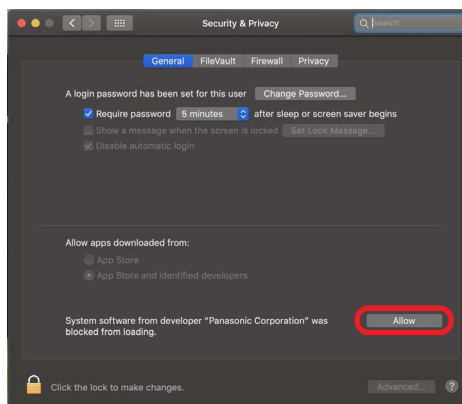 Security & Privacy
Search
General FileVault Firewall Privacy
A login password has been set for this user Change Password...
Require password 5 minutes after sleep or screen saver begins
Show a message when the screen is locked Set Lock Message...
Disable automatic login
Allow apps downloaded from:
App Store
App Store and identified developers
System software from developer “Panasonic Corporation” was Allow
blocked from loading.
Click the lock to make changes. Advanced... ?